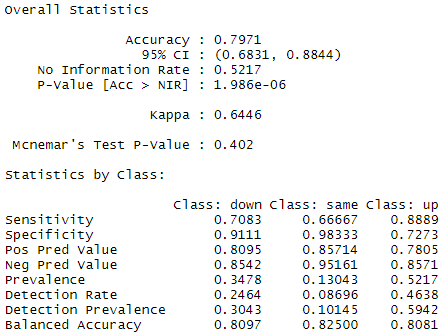 Overall Statistics
Accuracy : 0.7971
95% CI : (0.6831, 0.8844)
No Information Rate : 0.5217
P-Value [Acc > NIR] : 1.986e-06
Kappa : 0.6446
Mcnemar's Test P-Value : 0.402
Statistics by Class:
Class: down Class: same Class: up
Sensitivity 0.7083 0.66667 0.8889
Specificity 0.9111 0.98333 0.7273
Pos Pred Value 0.8095 0.85714 0.7805
Neg Pred Value 0.8542 0.95161 0.8571
Prevalence 0.3478 0.13043 0.5217
Detection Rate 0.2464 0.08696 0.4638
Detection Prevalence 0.3043 0.10145 0.5942
Balanced Accuracy 0.8097 0.82500 0.8081